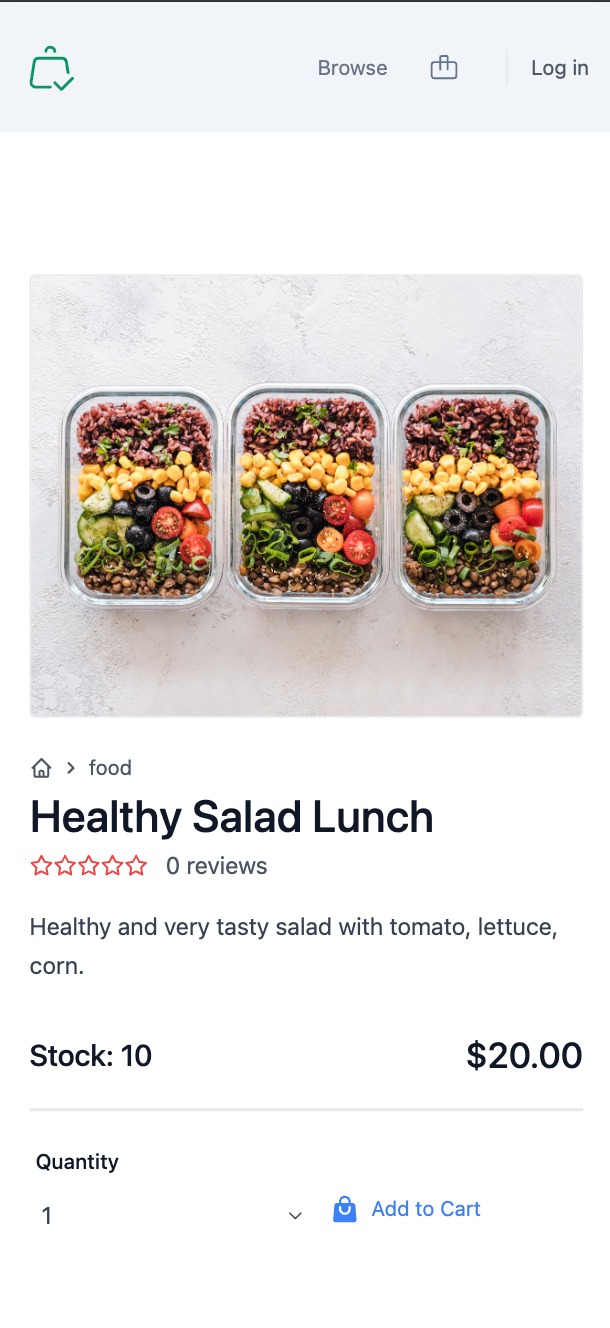 Browse
Log in
food
Healthy Salad Lunch
0 reviews
Healthy and very tasty salad with tomato, lettuce,
corn.
Stock: 10
$20.00
Quantity
1
Add to Cart